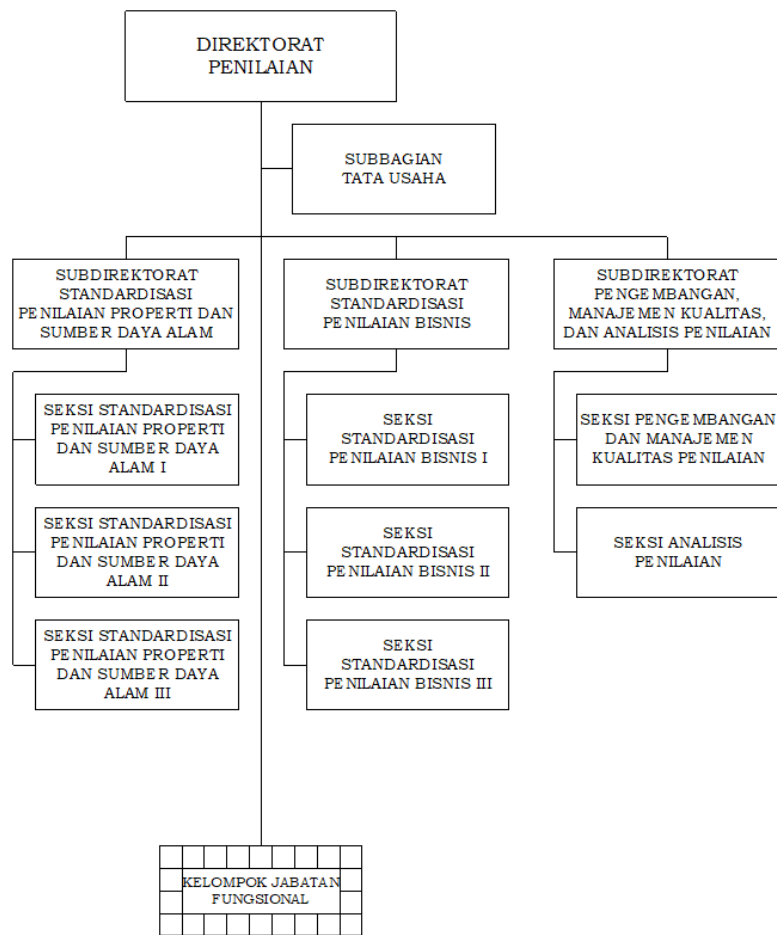 DIREKTORAT
PENILAIAN
SUBBAGIAN
TATA USAHA
SUBDIREKTORAT
STANDARDISASI
PENILAIAN PROPERTI DAN
SUMBER DAYA ALAM
SUBDIREKTORAT
STANDARDISASI
PENILAIAN BISNIS
SUBDIREKTORAT
PENGEMBANGAN,
MANAJEMEN KUALITAS,
DAN ANALISIS PENILAIAN
SEKSI STANDARDISASI
PENILAIAN PROPERTI
DAN SUMBER DAYA
ALAM I
SEKSI
STANDARDISASI
PENILAIAN BISNIS I
SEKSI PENGEMBANGAN
DAN MANAJEMEN
KUALITAS PENILAIAN
SEKSI STANDARDISASI
PENILAIAN PROPERTI
DAN SUMBER DAYA
ALAM II
SEKSI
STANDARDISASI
PENILAIAN BISNIS II
SEKSI ANALISIS
PENILAIAN
SEKSI STANDARDISASI
PENILAIAN PROPERTI
DAN SUMBER DAYA
ALAM III
SEKSI
STANDARDISASI
PENILAIAN BISNIS III
KELOMPOK JABATAN
FUNGSIONAL